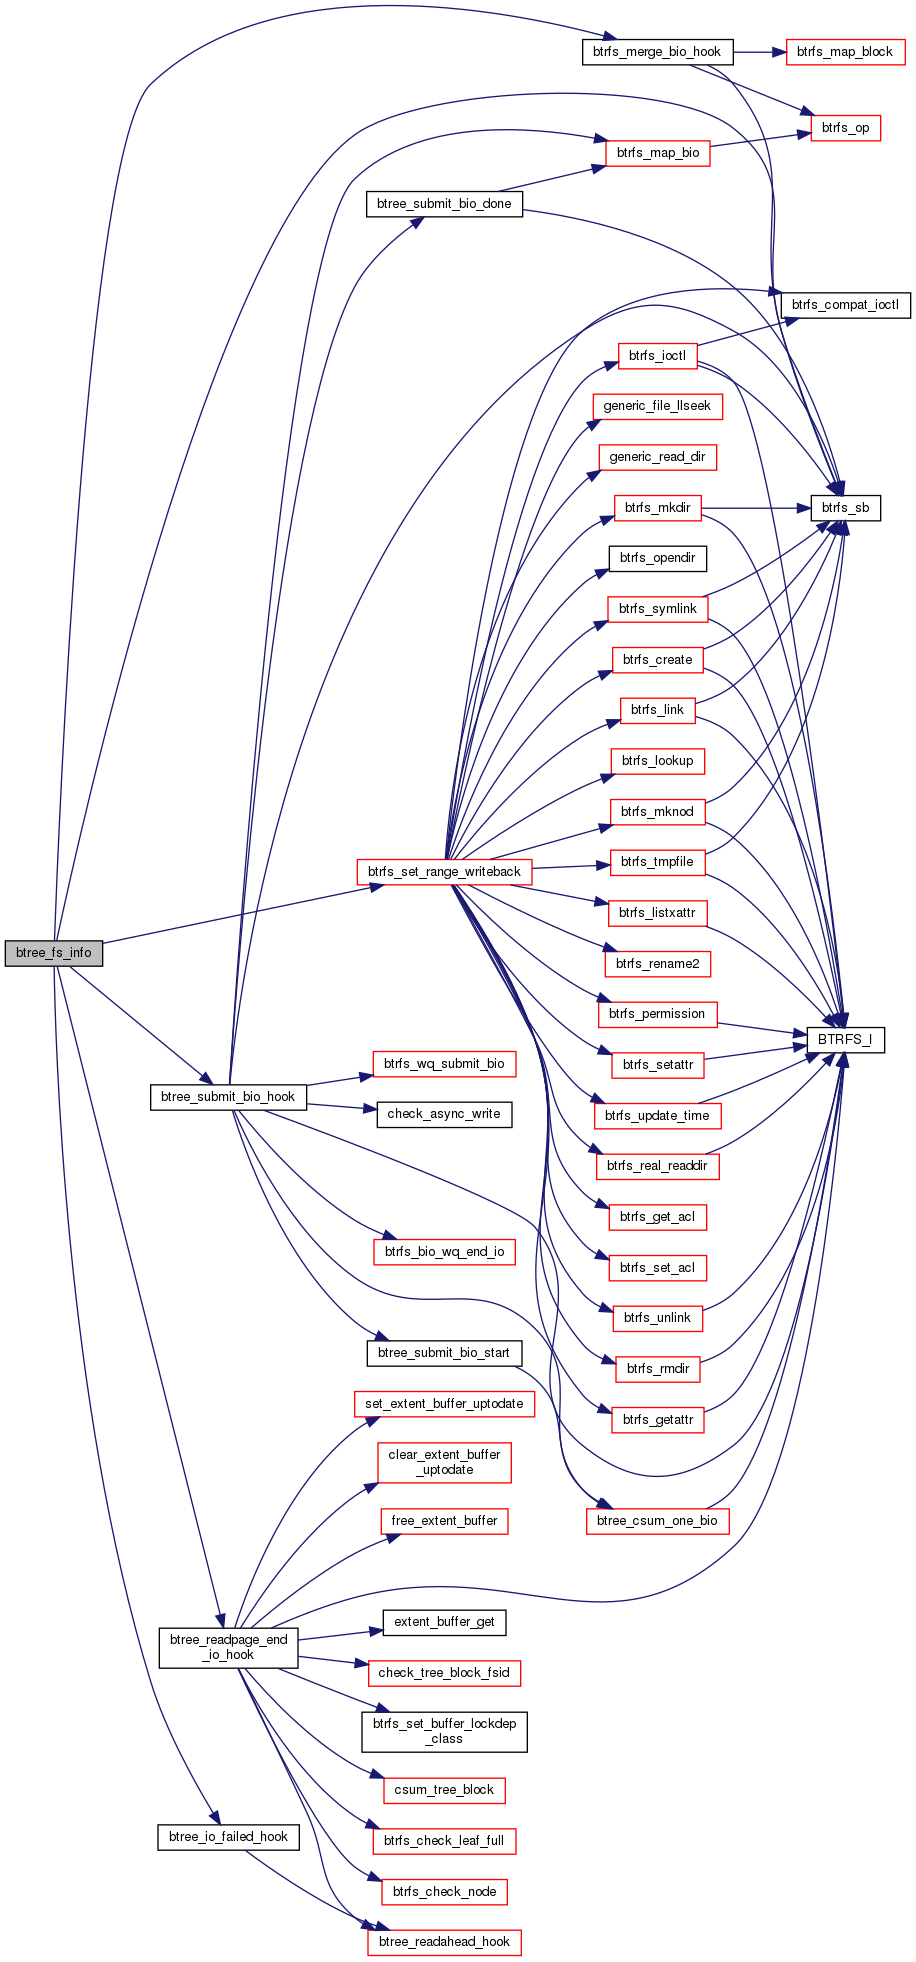 btrfs_merge_bio_hook
btrfs_map_block
btrfs_op
btrfs_map_bio
btree_submit_bio_done
btrfs_compat_ioctl
btrfs_ioctl
generic_file_llseek
generic_read_dir
btrfs_mkdir
btrfs_sb
btrfs_opendir
btrfs_symlink
btrfs_create
btrfs_link
btrfs_lookup
btrfs_mknod
btrfs_tmpfile
btrfs_set_range_writeback
btrfs_listxattr
btree_fs_info
btrfs_rename2
btrfs_permission
BTRFS_I
btrfs_setattr
btrfs_wq_submit_bio
btree_submit_bio_hook
check_async_write
btrfs_update_time
btrfs_real_readdir
btrfs_get_acl
btrfs_bio_wq_end_io
btrfs_set_acl
btrfs_unlink
btree_submit_bio_start
btrfs_rmdir
set_extent_buffer_uptodate
btrfs_getattr
clear_extent_buffer
_uptodate
free_extent_buffer
btree_csum_one_bio
extent_buffer_get
btree_readpage_end
_io_hook
check_tree_block_fsid
btrfs_set_buffer_lockdep
_class
csum_tree_block
btree_io_failed_hook
btrfs_check_leaf_full
btrfs_check_node
btree_readahead_hook